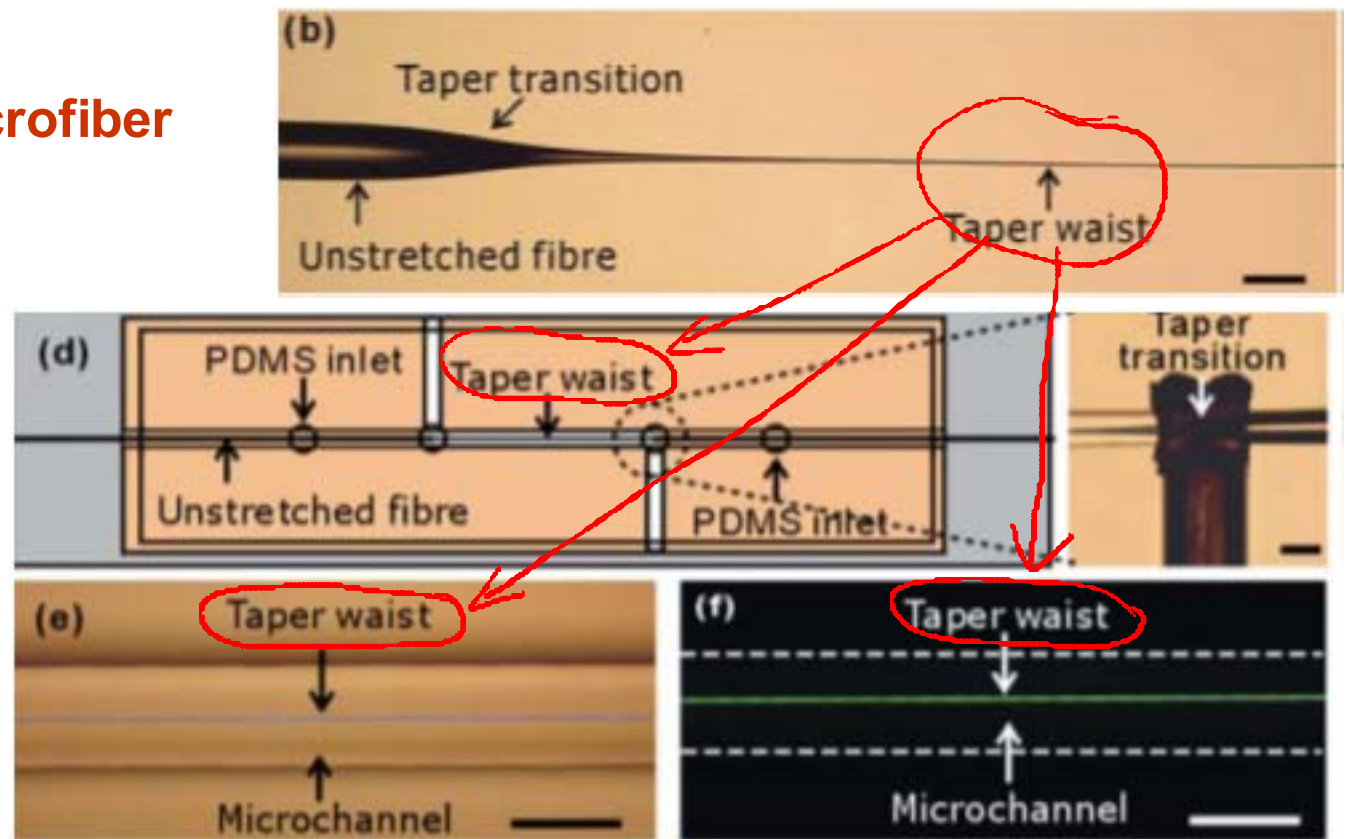 (b)
Taper transition
crofiber
Taper waist
Unstretched fibre
(d)
PDMS inlet
Taper waist
Unstretched fibre
PDMS inlet
Taper
transition
(e)
Taper waist
Microchannel
(f)
Taper waist
Microchannel